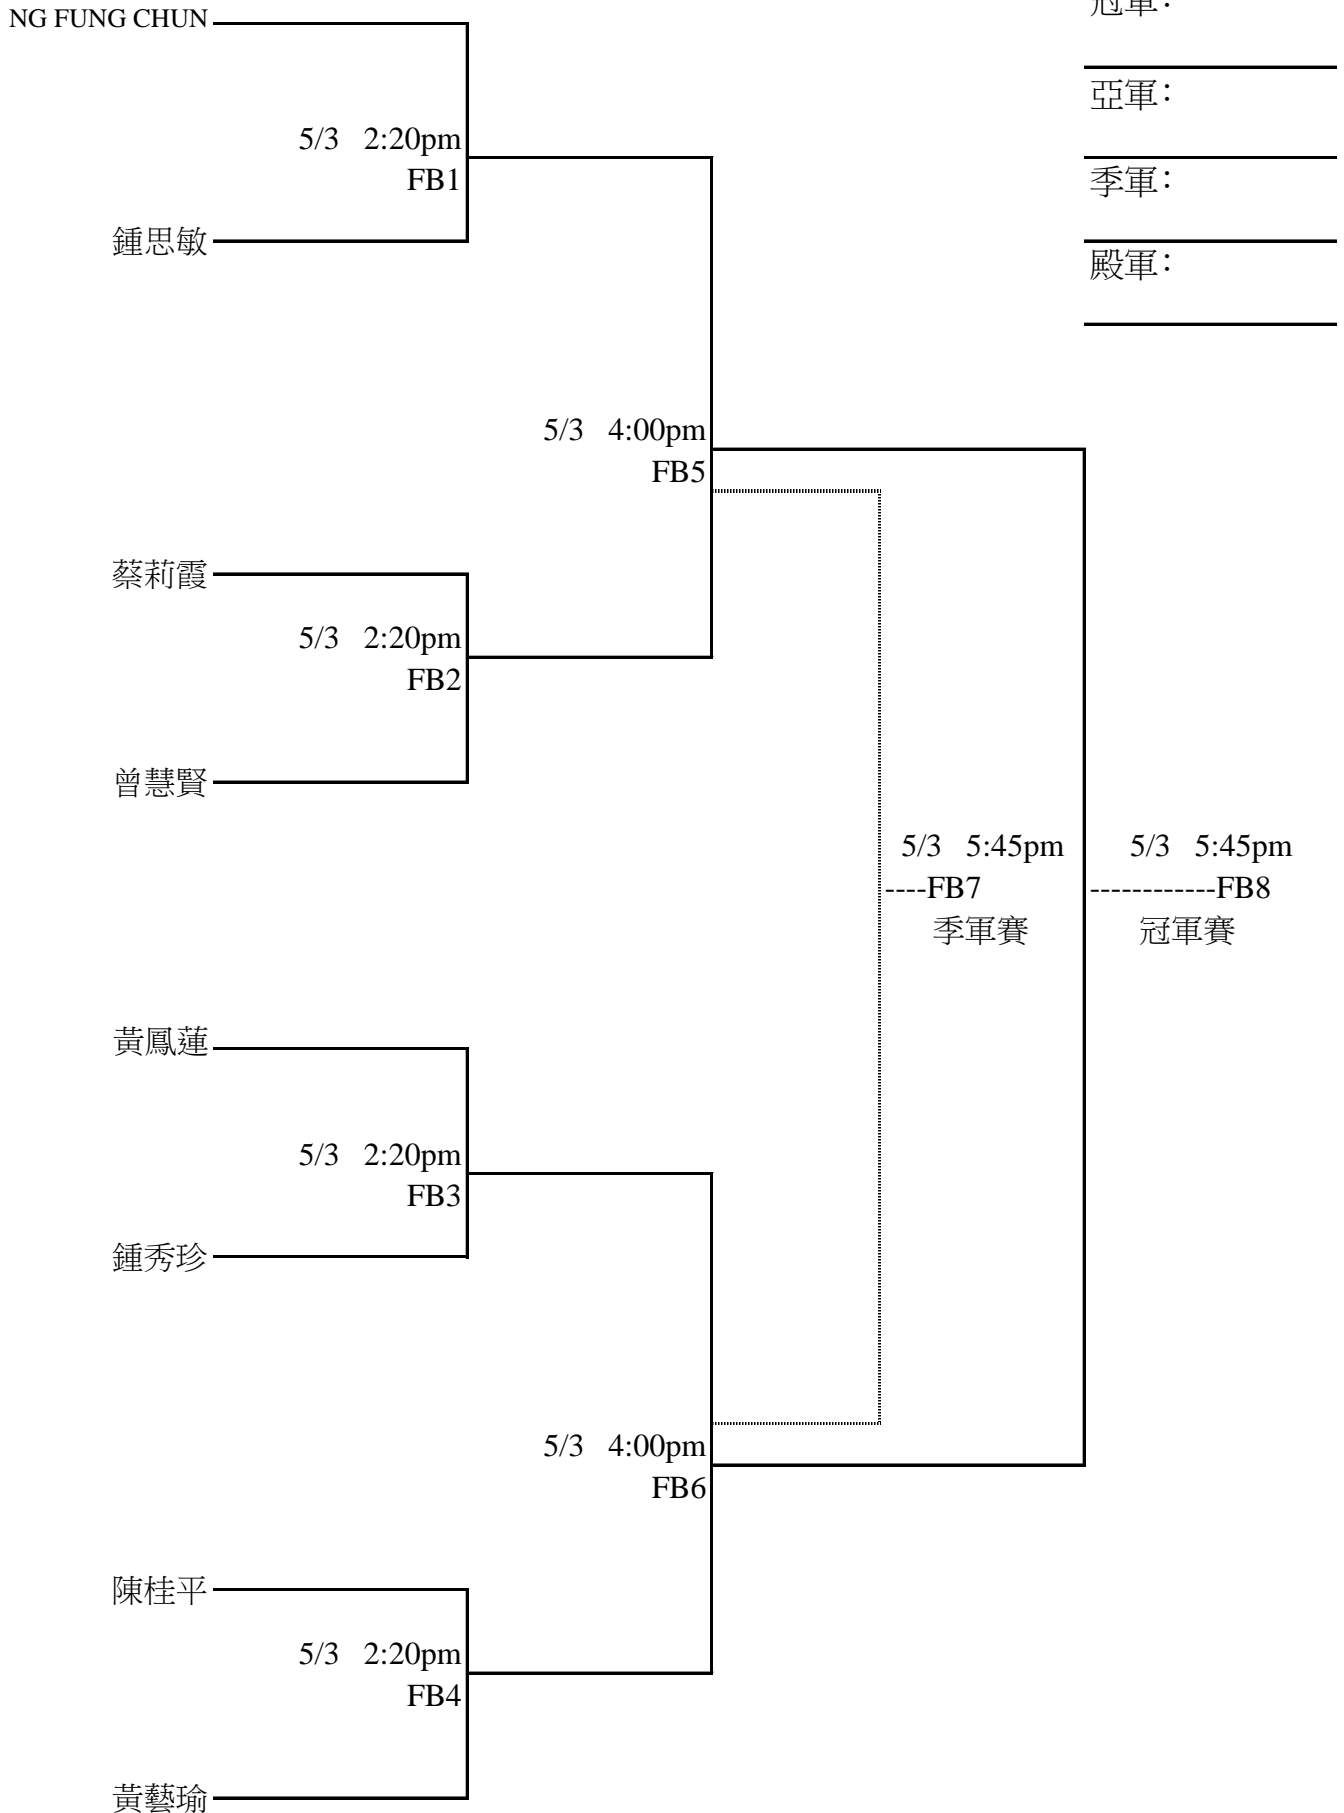 NG FUNG CHUN
冠軍：
亞軍：
5/3 2:20pm
FB1
季軍：
鍾思敏
殿軍：
5/3 4:00pm
FB5
蔡莉霞
5/3 2:20pm
FB2
曾慧賢
5/3 5:45pm
----FB7
季軍賽
5/3 5:45pm
------------FB8
冠軍賽
黃鳳蓮
5/3 2:20pm
FB3
鍾秀珍
5/3 4:00pm
FB6
陳桂平
5/3 2:20pm
FB4
黃藝瑜